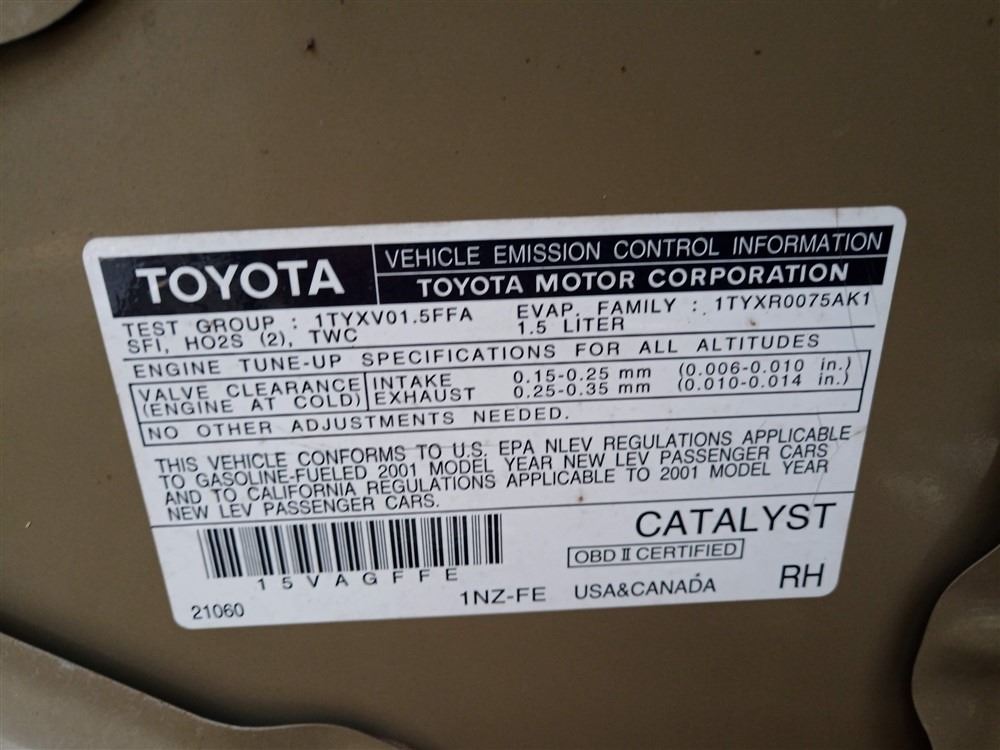 TOYOTA
VEHICLE EMISSION CONTROL INFORMATION
TOYOTA MOTOR CORPORATION
TEST GROUP : 1TYXV01.5FFA EVAP. FAMILY : 1TYXR0075AK1
SFI, HO2S (2), TWC 1.5 LITER
ENGINE TUNE-UP SPECIFICATIONS FOR ALL ALTITUDES
VALVE CLEARANCE INTAKE 0.15-0.25 mm (0.006-0.010 in.)
(ENGINE AT COLD) EXHAUST 0.25-0.35 mm (0.010-0.014 in.)
NO OTHER ADJUSTMENTS NEEDED.
THIS VEHICLE CONFORMS TO U.S. EPA NLEV REGULATIONS APPLICABLE
TO GASOLINE-FUELED 2001 MODEL YEAR NEW LEV PASSENGER CARS
AND TO CALIFORNIA REGULATIONS APPLICABLE TO 2001 MODEL YEAR
NEW LEV PASSENGER CARS.
CATALYST
OBD II CERTIFIED
15VAGFFE
21060 1NZ-FE USA&CANADA RH